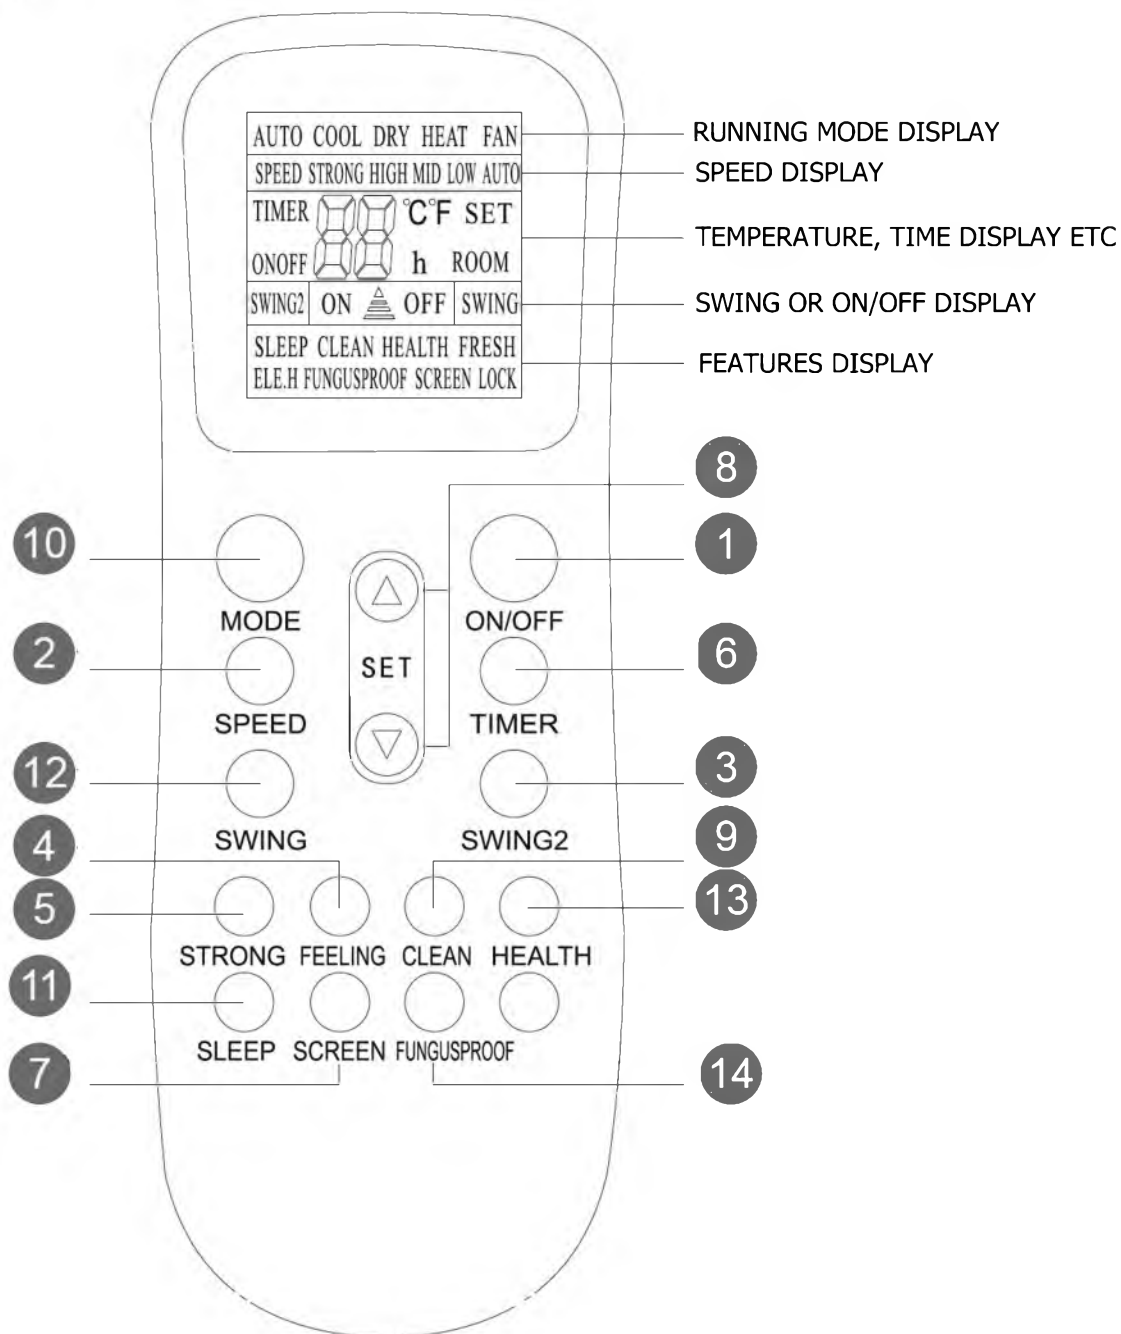 AUTO COOL DRY HEAT FAN
RUNNING MODE DISPLAY
SPEED STRONG HIGH MID LOW AUTO
SPEED DISPLAY
TIMER 88 °C°F SET
TEMPERATURE, TIME DISPLAY ETC
ONOFF h ROOM
SWING2 ON OFF SWING
SWING OR ON/OFF DISPLAY
SLEEP CLEAN HEALTH FRESH
ELE.H FUNGUSPROOF SCREEN LOCK
FEATURES DISPLAY
8
10
1
MODE
ON/OFF
2
SET
6
SPEED
TIMER
12
3
SWING
SWING2
4
9
5
13
STRONG FEELING CLEAN HEALTH
11
SLEEP SCREEN FUNGUSPROOF
7
14